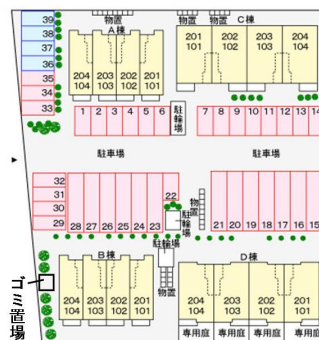 物置
物置 物置
A棟
C棟
39
38
37
36
35
34
33
204 203 202 201
104 103 102 101
201 202 203 204
101 102 103 104
1 2 3 4 5 6
駐輪場
7 8 9 10 11 12 13 14
駐車場
駐車場
32
31
30
29
28 27 26 25 24 23
22
駐輪場
物置
21 20 19 18 17 16 15
駐輪場
物置
B棟
D棟
ゴミ置場
204 203 202 201
104 103 102 101
204 203 202 201
104 103 102 101
専用庭 専用庭 専用庭 専用庭